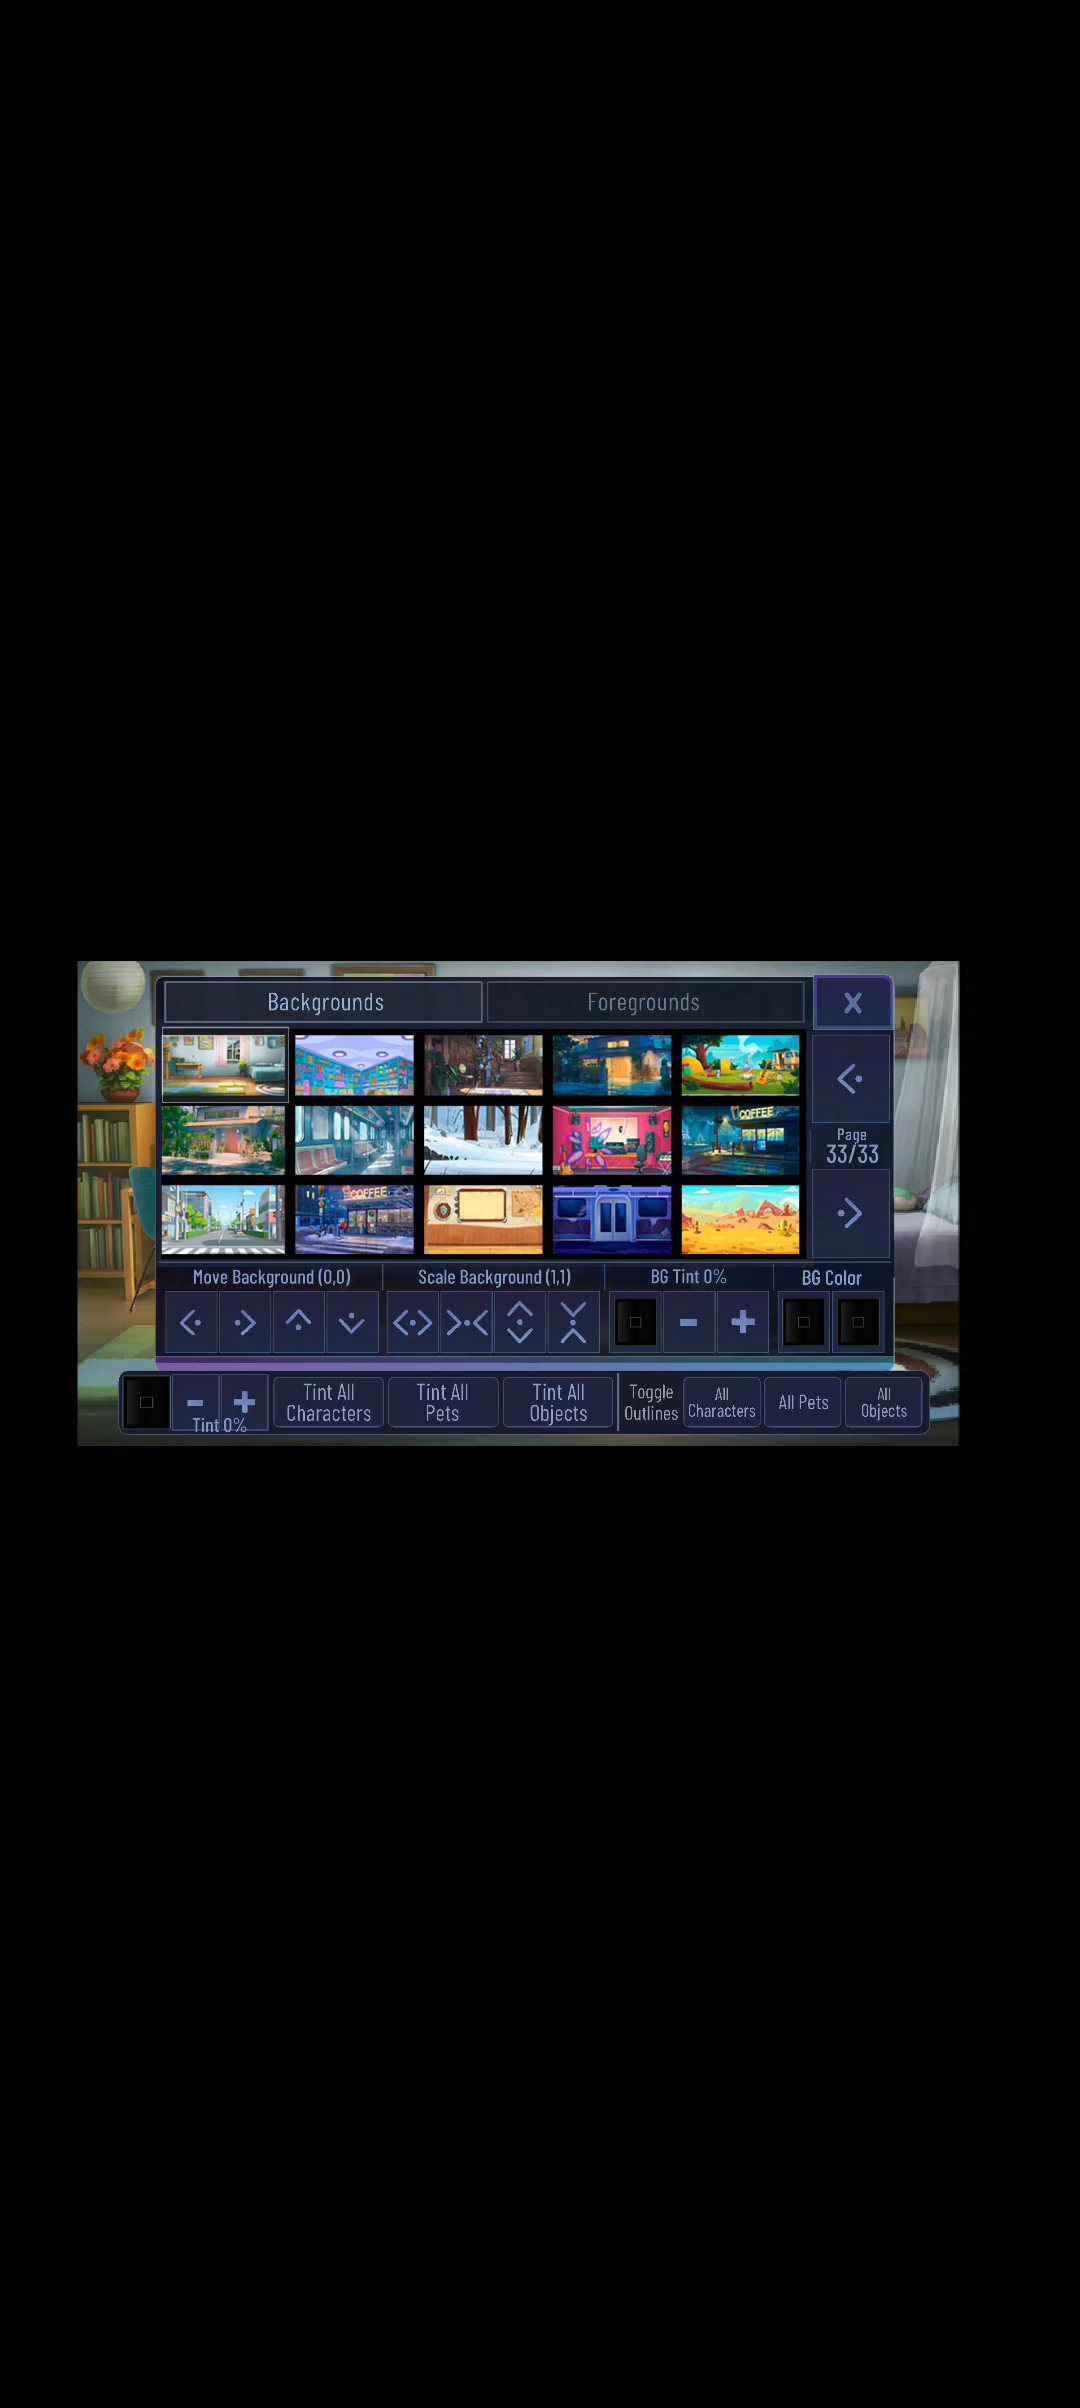 Backgrounds
Foregrounds
X
COFFEE
Page
33/33
COFFEE
Move Background (0,0)
Scale Background (1,1)
BG Tint 0%
BG Color
Tint 0%
Tint All
Characters
Tint All
Pets
Tint All
Objects
Toggle
Outlines
All
Characters
All Pets
All
Objects